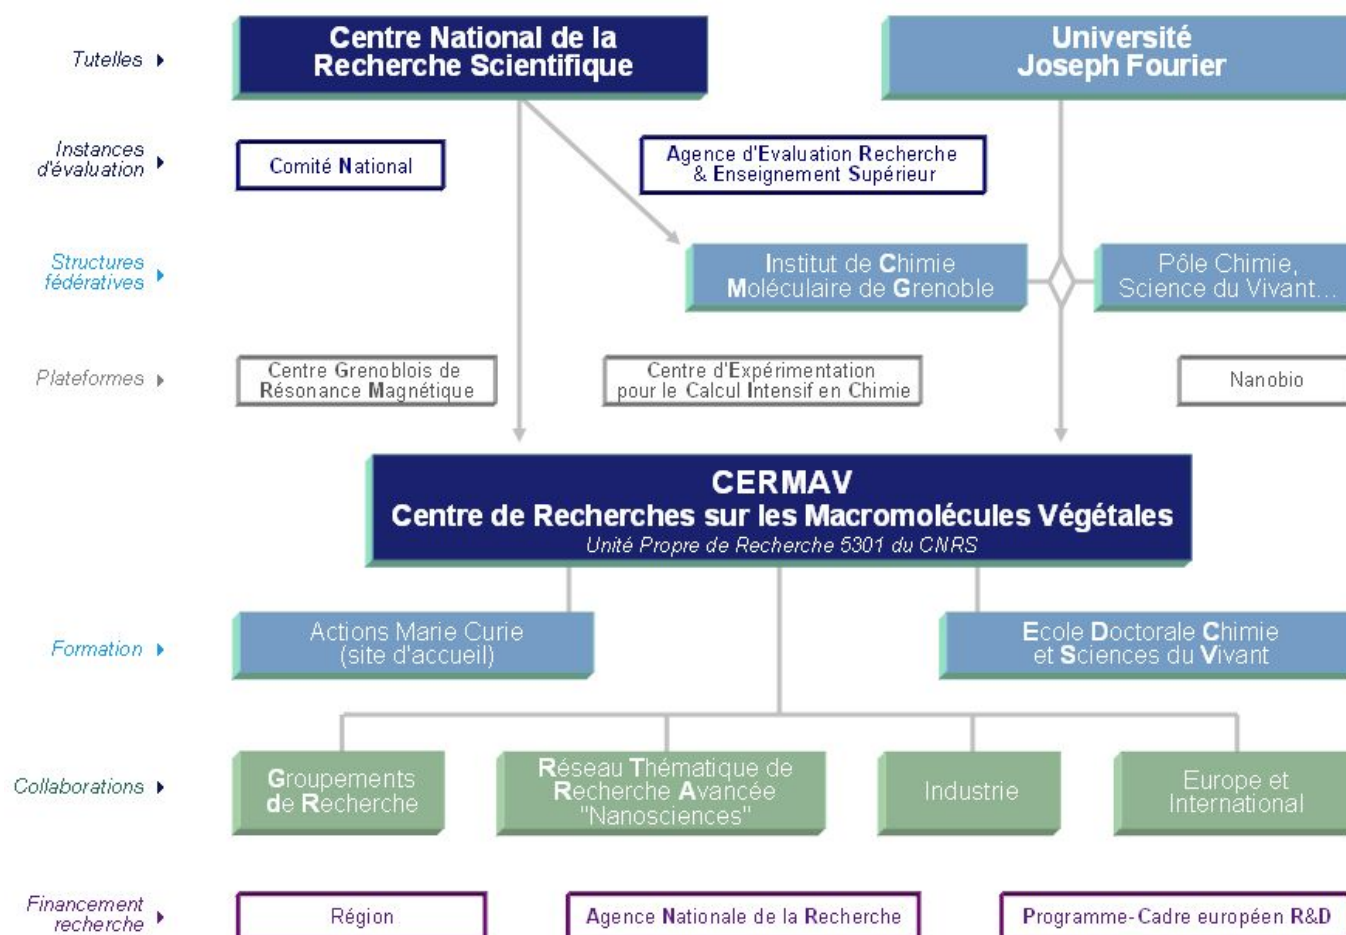 Tutelles
Centre National de la
Recherche Scientifique
Université
Joseph Fourier
Instances
d'évaluation
Comité National
Agence d'Evaluation Recherche
& Enseignement Supérieur
Structures
fédératives
Institut de Chimie
Moléculaire de Grenoble
Pôle Chimie,
Science du Vivant...
Plateformes
Centre Grenoblois de
Résonance Magnétique
Centre d'Expérimentation
pour le Calcul Intensif en Chimie
Nanobio
CERMAV
Centre de Recherches sur les Macromolécules Végétales
Unité Propre de Recherche 5301 du CNRS
Formation
Actions Marie Curie
(site d'accueil)
Ecole Doctorale Chimie
et Sciences du Vivant
Collaborations
Groupements
de Recherche
Réseau Thématique de
Recherche Avancée
"Nanosciences"
Industrie
Europe et
International
Financement
recherche
Région
Agence Nationale de la Recherche
Programme-Cadre européen R&D